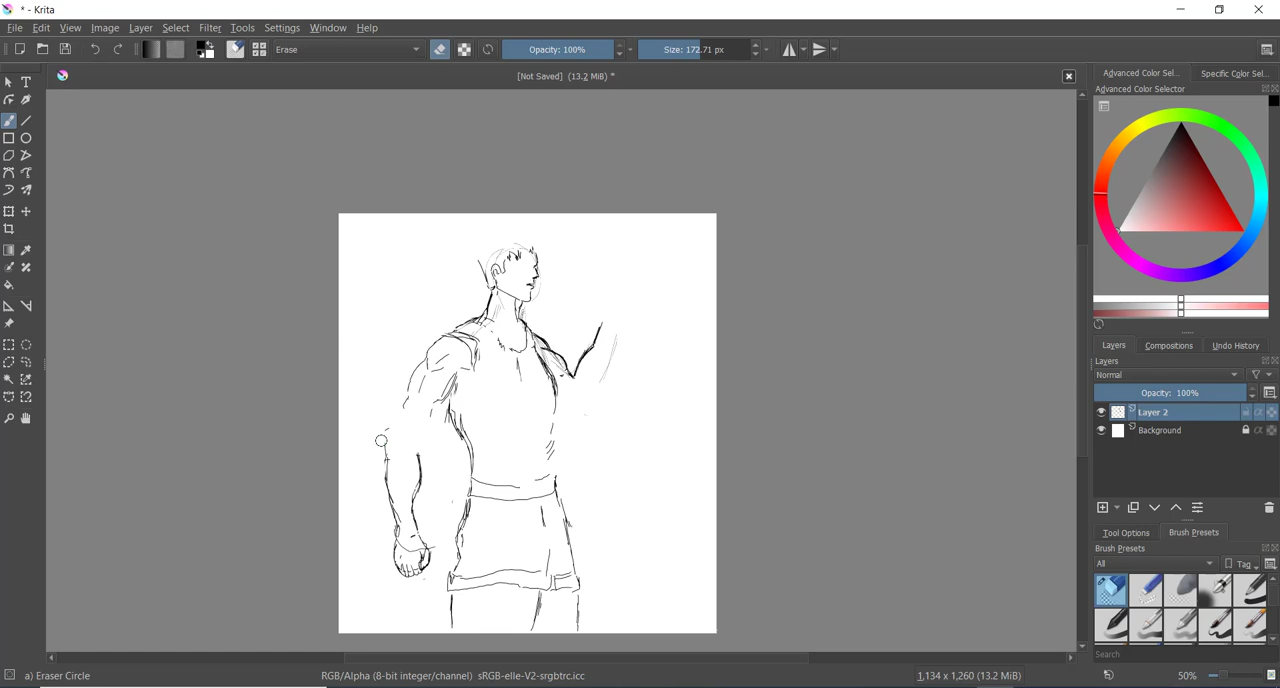 * - Krita
File Edit View Image Layer Select Filter Tools Settings Window Help
Erase Opacity: 100% Size: 172.71 px
[Not Saved] (13.2 MiB) *
Advanced Color Sel... Specific Color Sel...
Advanced Color Selector
Layers Compositions Undo History
Layers
Normal
Opacity: 100%
Layer 2
Background
Tool Options Brush Presets
Brush Presets
All Tag
Search
a) Eraser Circle RGB/Alpha (8-bit integer/channel) sRGB-elle-V2-srgbtrc.icc 1,134 x 1,260 (13.2 MiB) 50%